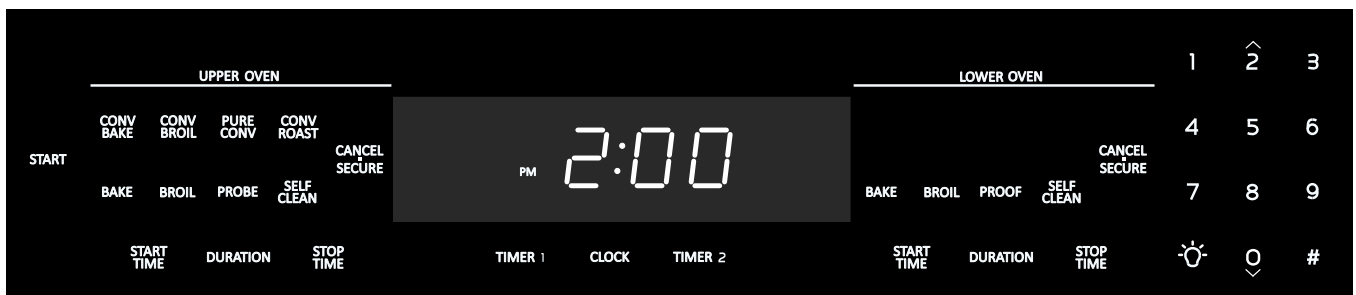 START
UPPER OVEN
CONV BAKE
CONV BROIL
PURE CONV
CONV ROAST
CANCEL
SECURE
BAKE
BROIL
PROBE
SELF CLEAN
START TIME
DURATION
STOP TIME
PM 2:00
TIMER 1
CLOCK
TIMER 2
LOWER OVEN
CANCEL
SECURE
BAKE
BROIL
PROOF
SELF CLEAN
START TIME
DURATION
STOP TIME
1 2 3
4 5 6
7 8 9
0 #